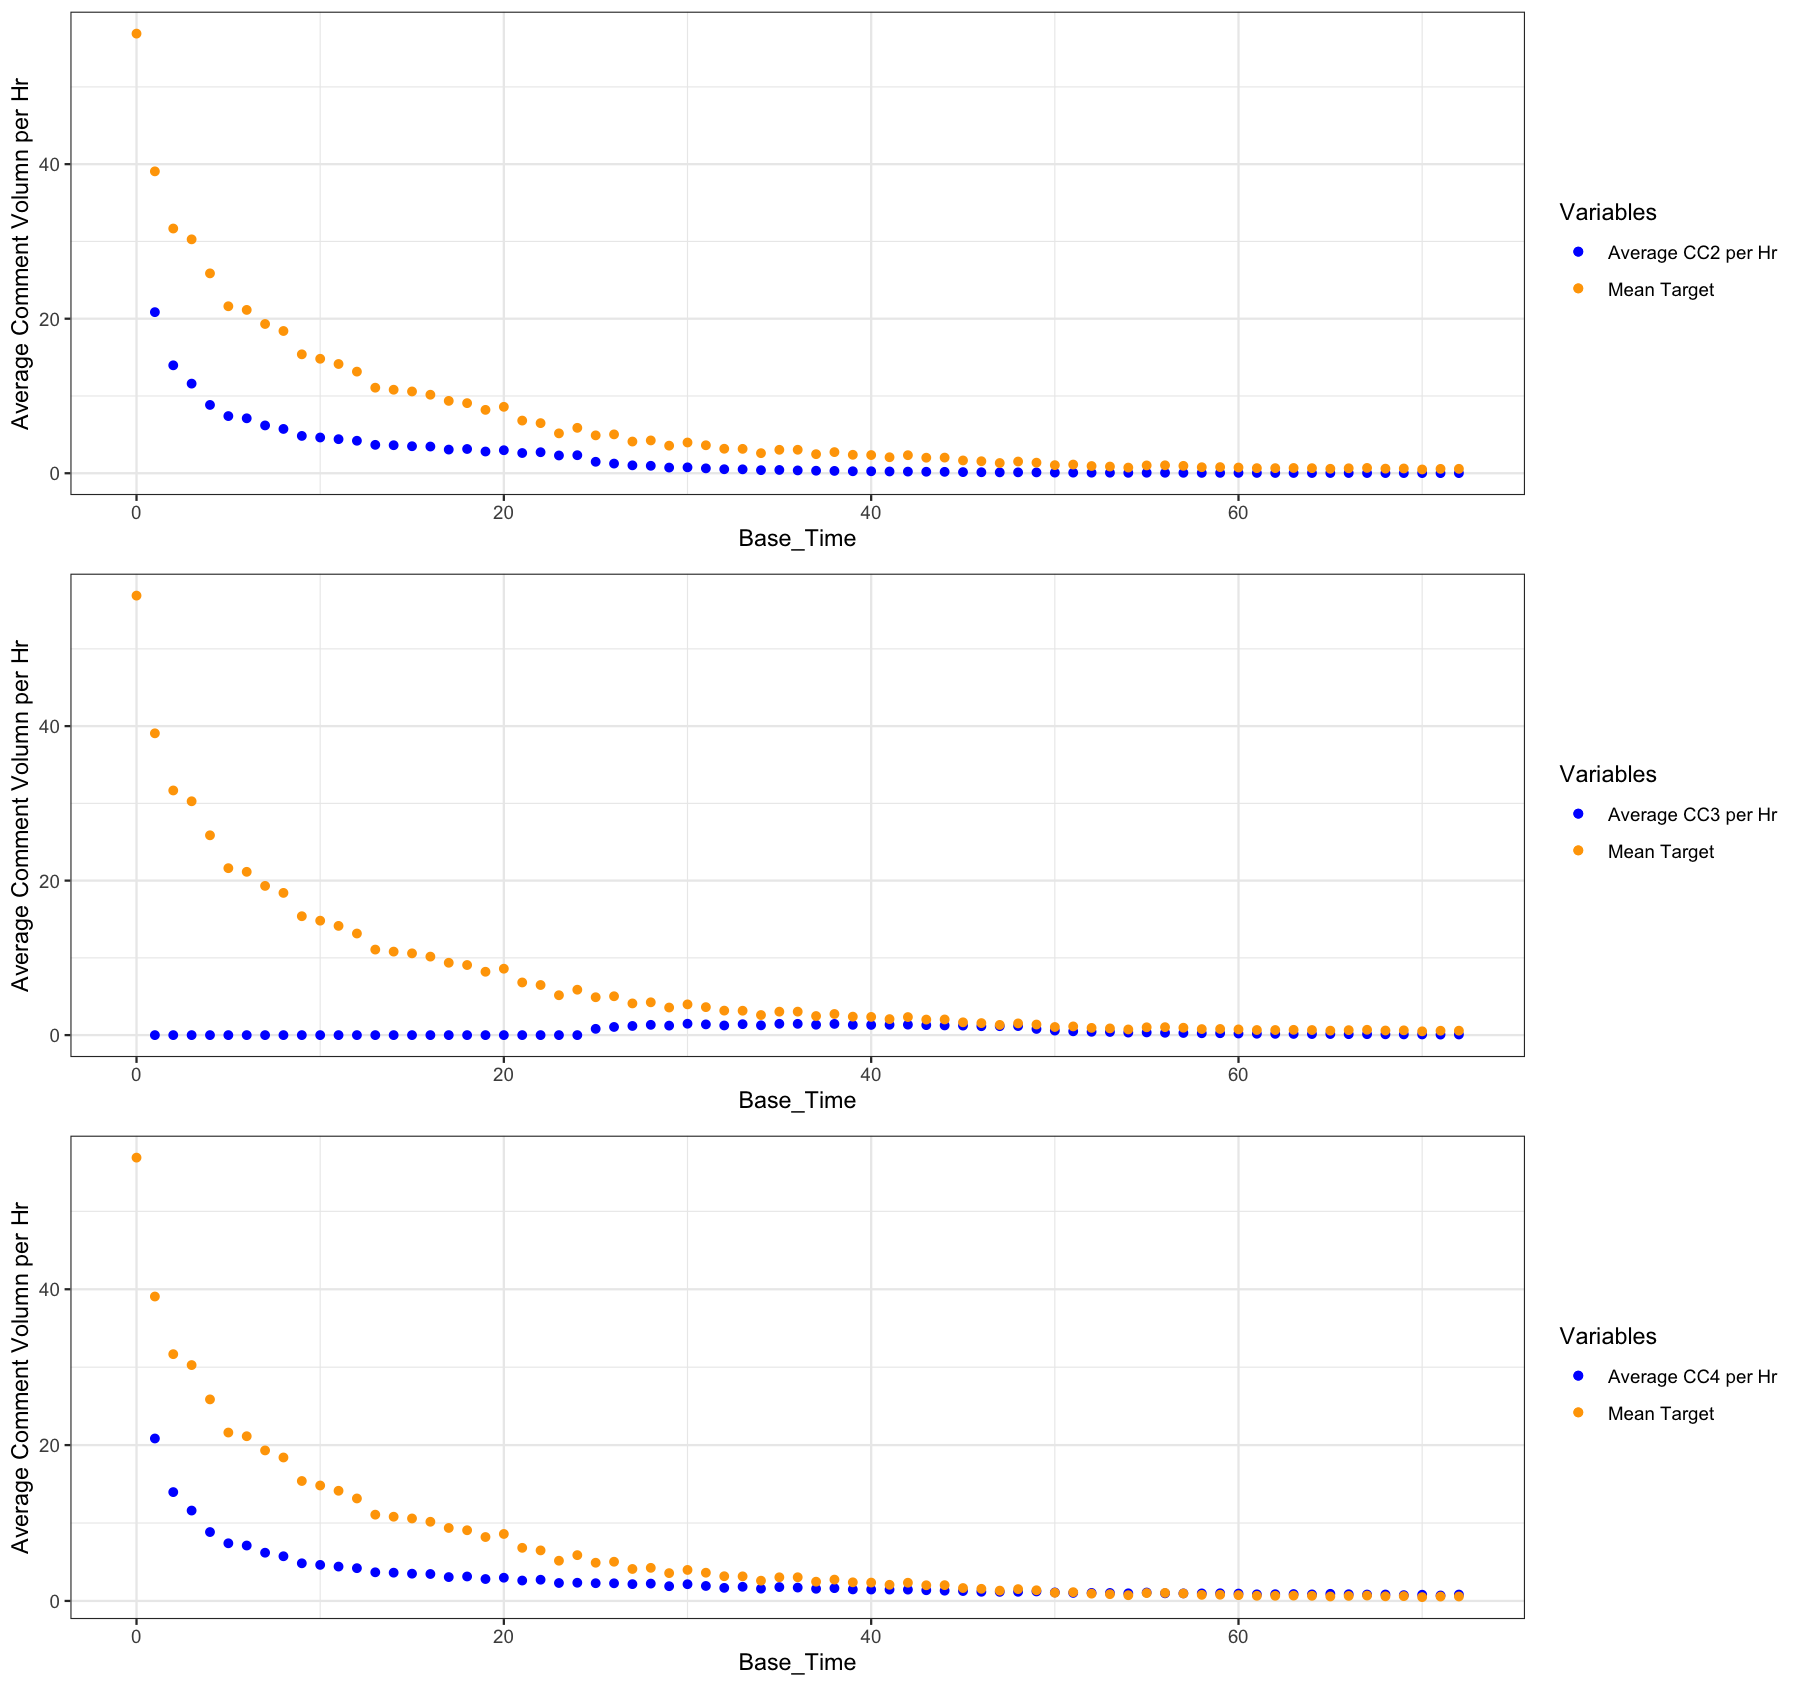 Average Comment Volumn per Hr
40
20
0
0
20
40
60
Base_Time
Variables
Average CC2 per Hr
Mean Target
Average Comment Volumn per Hr
40
20
0
0
20
40
60
Base_Time
Variables
Average CC3 per Hr
Mean Target
Average Comment Volumn per Hr
40
20
0
0
20
40
60
Base_Time
Variables
Average CC4 per Hr
Mean Target